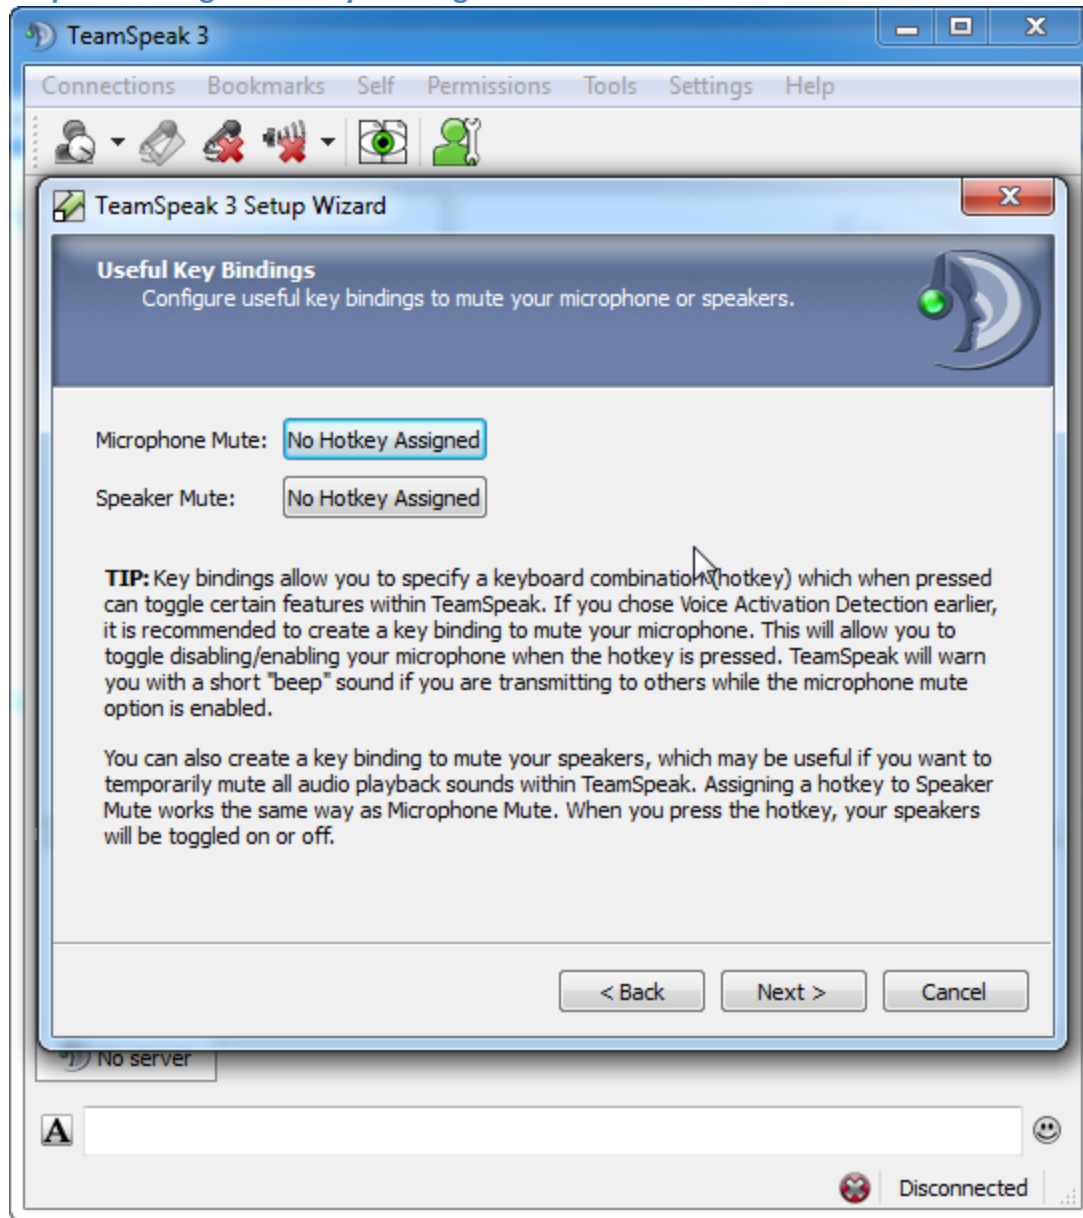 TeamSpeak 3
Connections Bookmarks Self Permissions Tools Settings Help
TeamSpeak 3 Setup Wizard
Useful Key Bindings
Configure useful key bindings to mute your microphone or speakers.
Microphone Mute: No Hotkey Assigned
Speaker Mute: No Hotkey Assigned
TIP: Key bindings allow you to specify a keyboard combination (hotkey) which when pressed
can toggle certain features within TeamSpeak. If you chose Voice Activation Detection earlier,
it is recommended to create a key binding to mute your microphone. This will allow you to
toggle disabling/enabling your microphone when the hotkey is pressed. TeamSpeak will warn
you with a short "beep" sound if you are transmitting to others while the microphone mute
option is enabled.
You can also create a key binding to mute your speakers, which may be useful if you want to
temporarily mute all audio playback sounds within TeamSpeak. Assigning a hotkey to Speaker
Mute works the same way as Microphone Mute. When you press the hotkey, your speakers
will be toggled on or off.
< Back Next > Cancel
No server
A
Disconnected